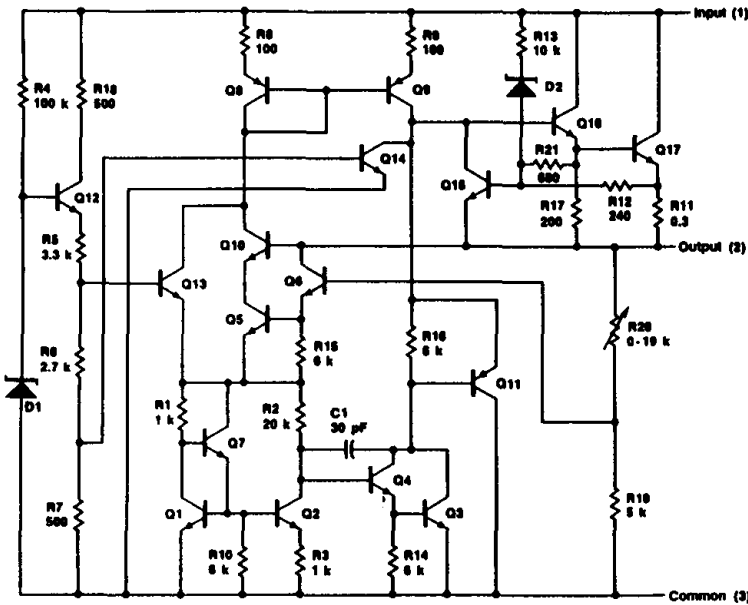 Input (1)
R8
100
R9
100
R13
10 k
R4
100 k
R18
500
Q8
Q9
D2
Q16
Q14
R21
680
Q17
Q12
Q15
R17
200
R12
240
R11
0.3
R5
3.3 k
Q10
Output (2)
Q13
Q6
Q5
R15
6 k
R16
6 k
R20
0-19 k
R6
2.7 k
Q11
D1
R1
1 k
Q7
R2
20 k
C1
30 pF
Q4
R7
500
Q1
Q2
Q3
R19
5 k
R10
6 k
R3
1 k
R14
6 k
Common (3)